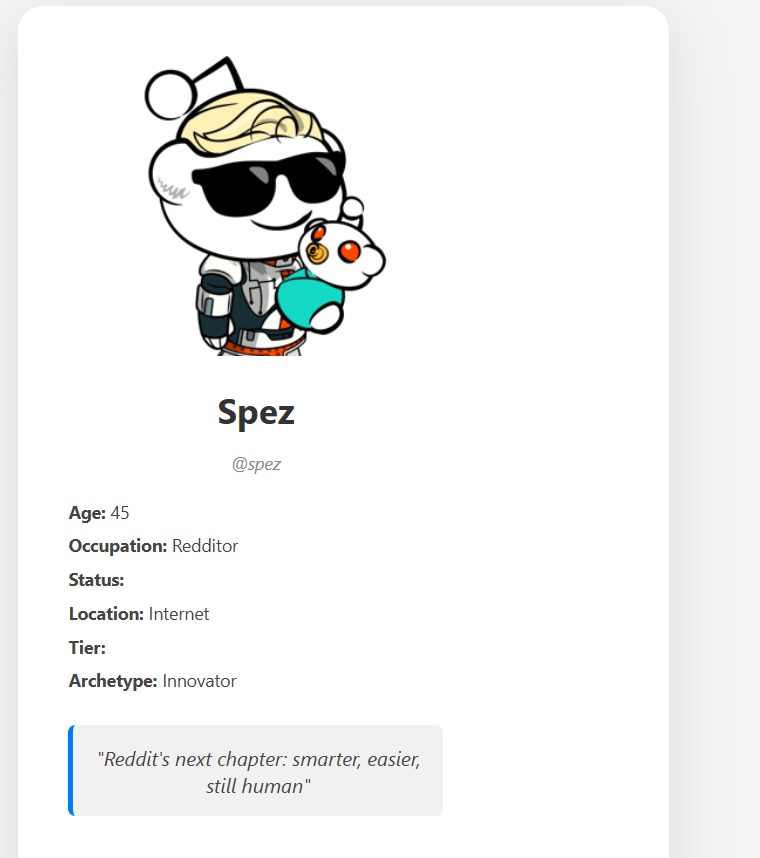 Spez
@spez
Age: 45
Occupation: Redditor
Status:
Location: Internet
Tier:
Archetype: Innovator
"Reddit's next chapter: smarter, easier,
still human"